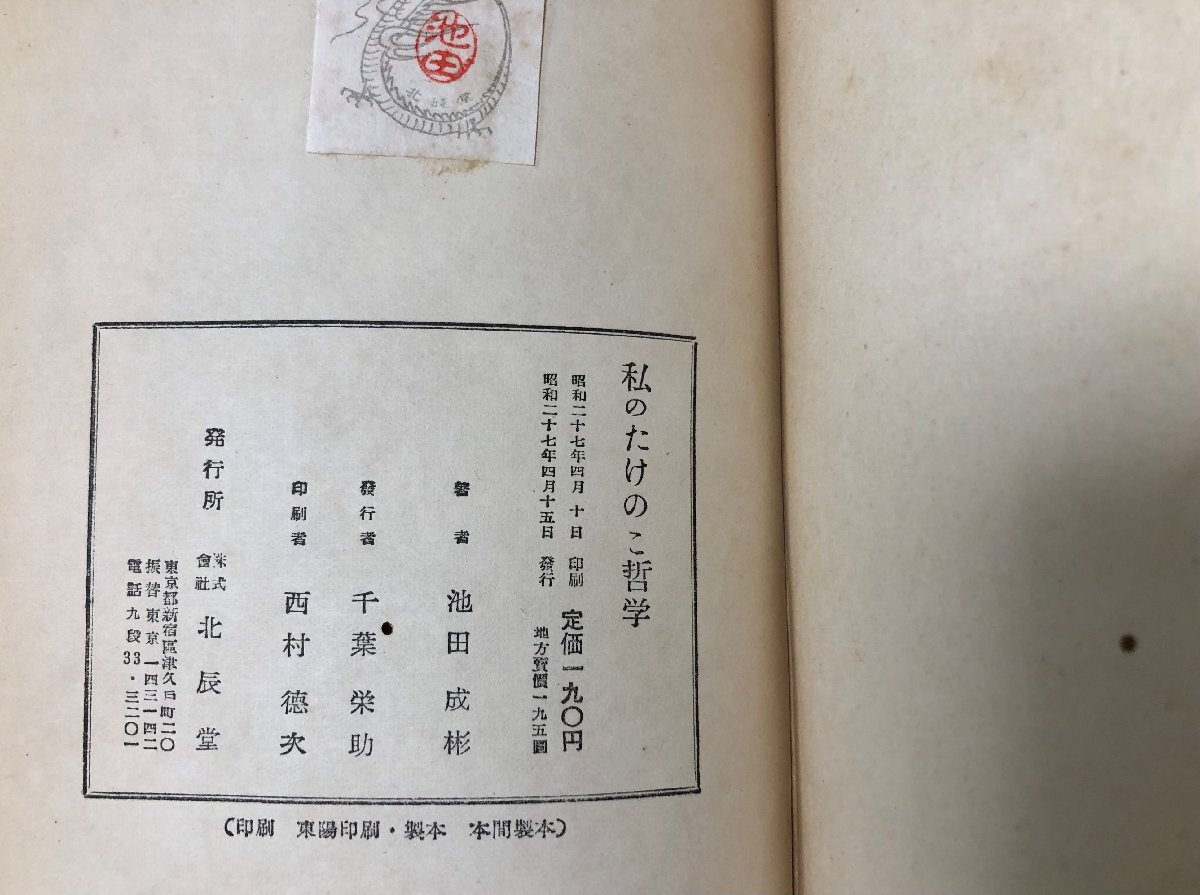 池田
北辰堂
私のたけのこ哲学
昭和二十七年四月 十 日 印刷
昭和二十七年四月十五日 發行
定価一九〇円
地方賣價一九五圓
著者 池田成彬
發行者 千葉栄助
印刷者 西村德次
発行所 株式會社 北辰堂
東京都新宿區津久戸町二〇
振替東京一四三一四二
電話九段33・三二〇一
(印刷 東陽印刷・製本 本間製本)